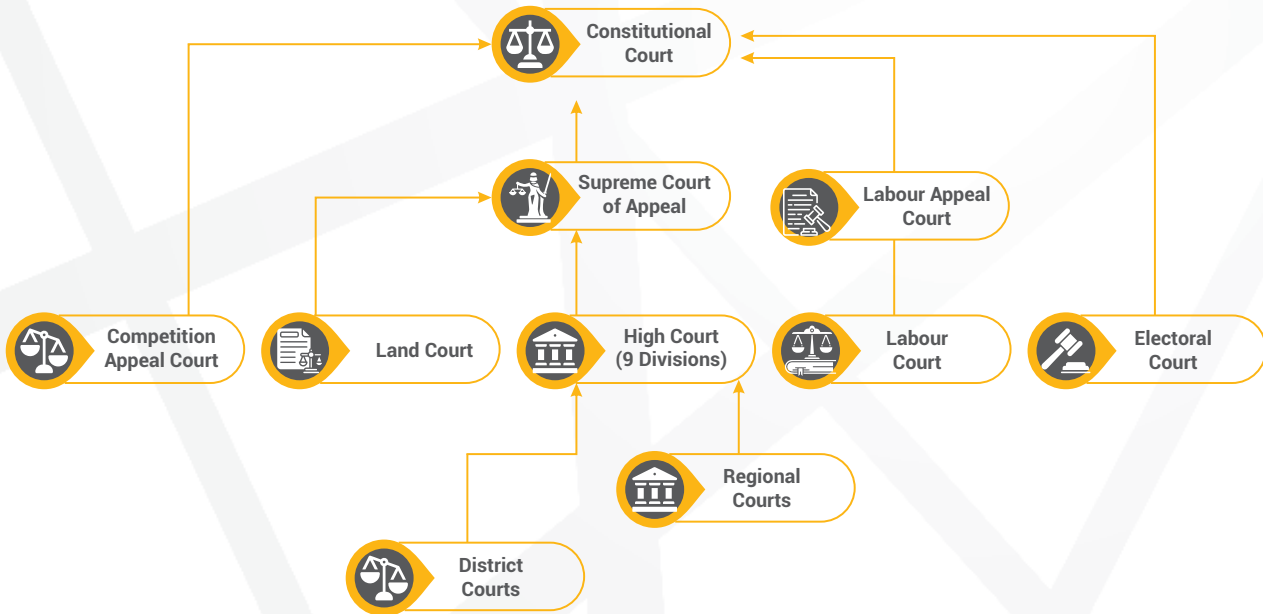 Constitutional
Court
Supreme Court
of Appeal
Labour Appeal
Court
Competition
Appeal Court
Land Court
High Court
(9 Divisions)
Labour
Court
Electoral
Court
Regional
Courts
District
Courts